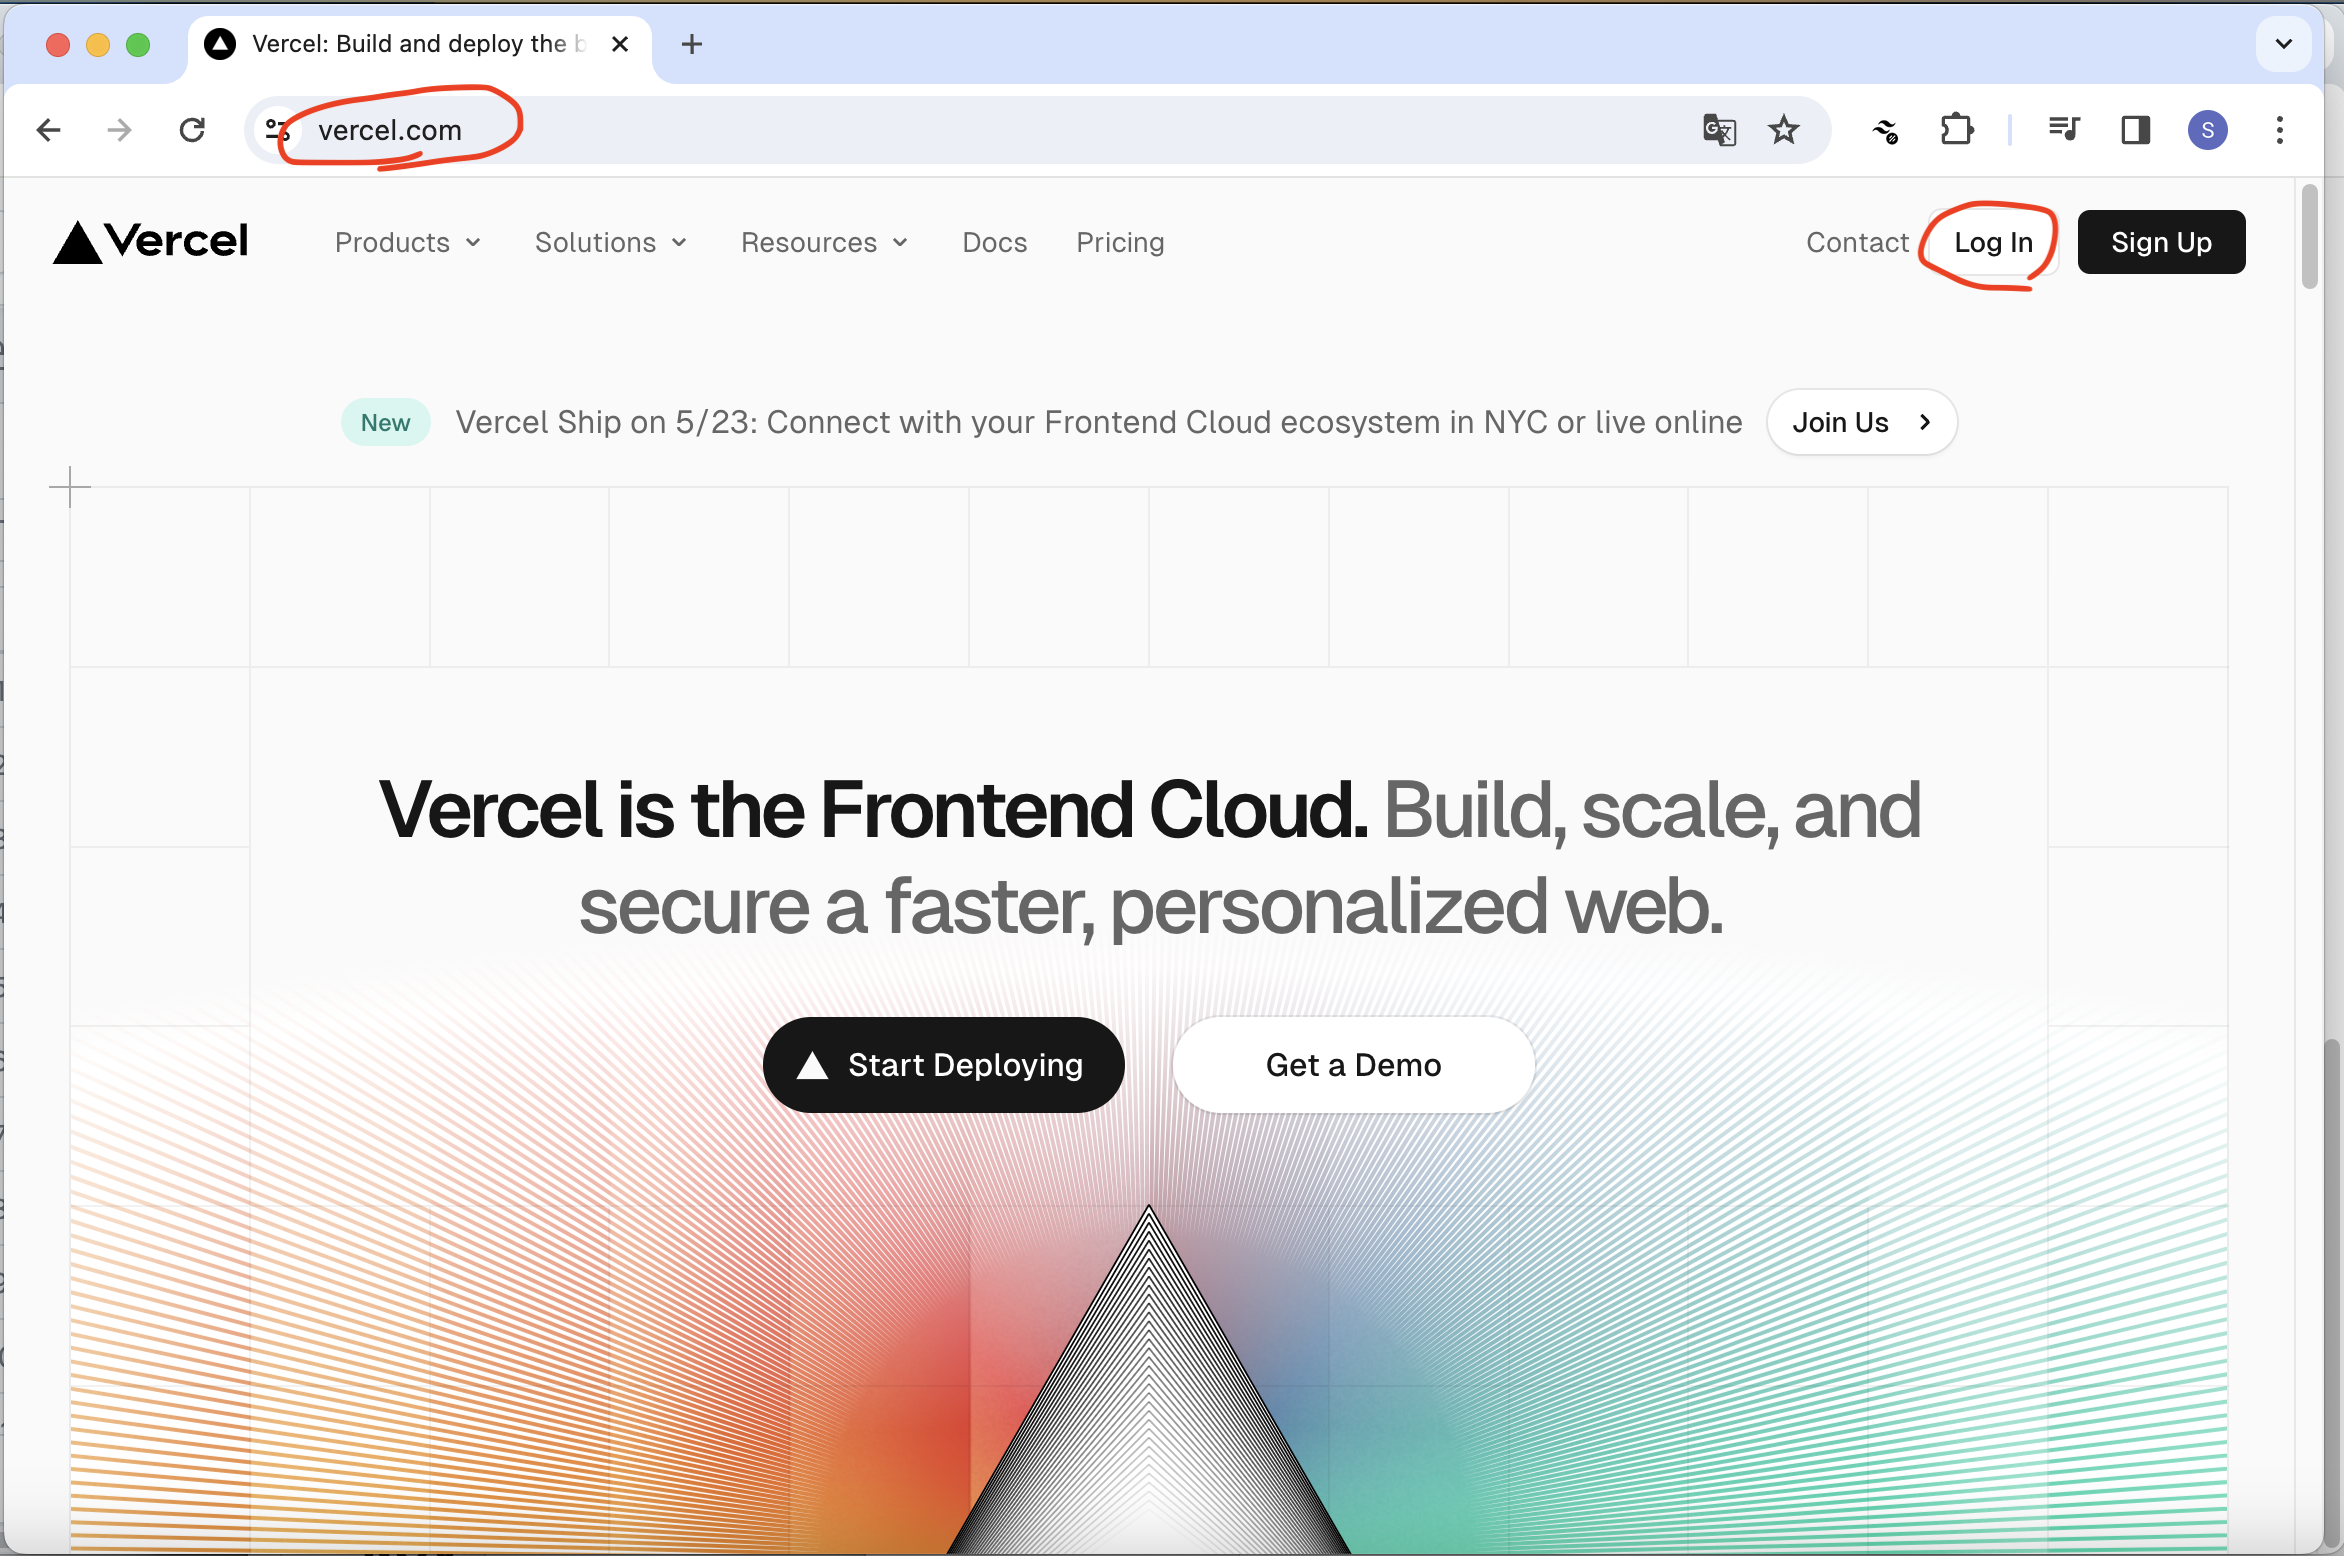 Vercel: Build and deploy the b
vercel.com
S
Vercel
Products
Solutions
Resources
Docs
Pricing
Contact
Log In
Sign Up
New
Vercel Ship on 5/23: Connect with your Frontend Cloud ecosystem in NYC or live online
Join Us
Vercel is the Frontend Cloud. Build, scale, and
secure a faster, personalized web.
Start Deploying
Get a Demo